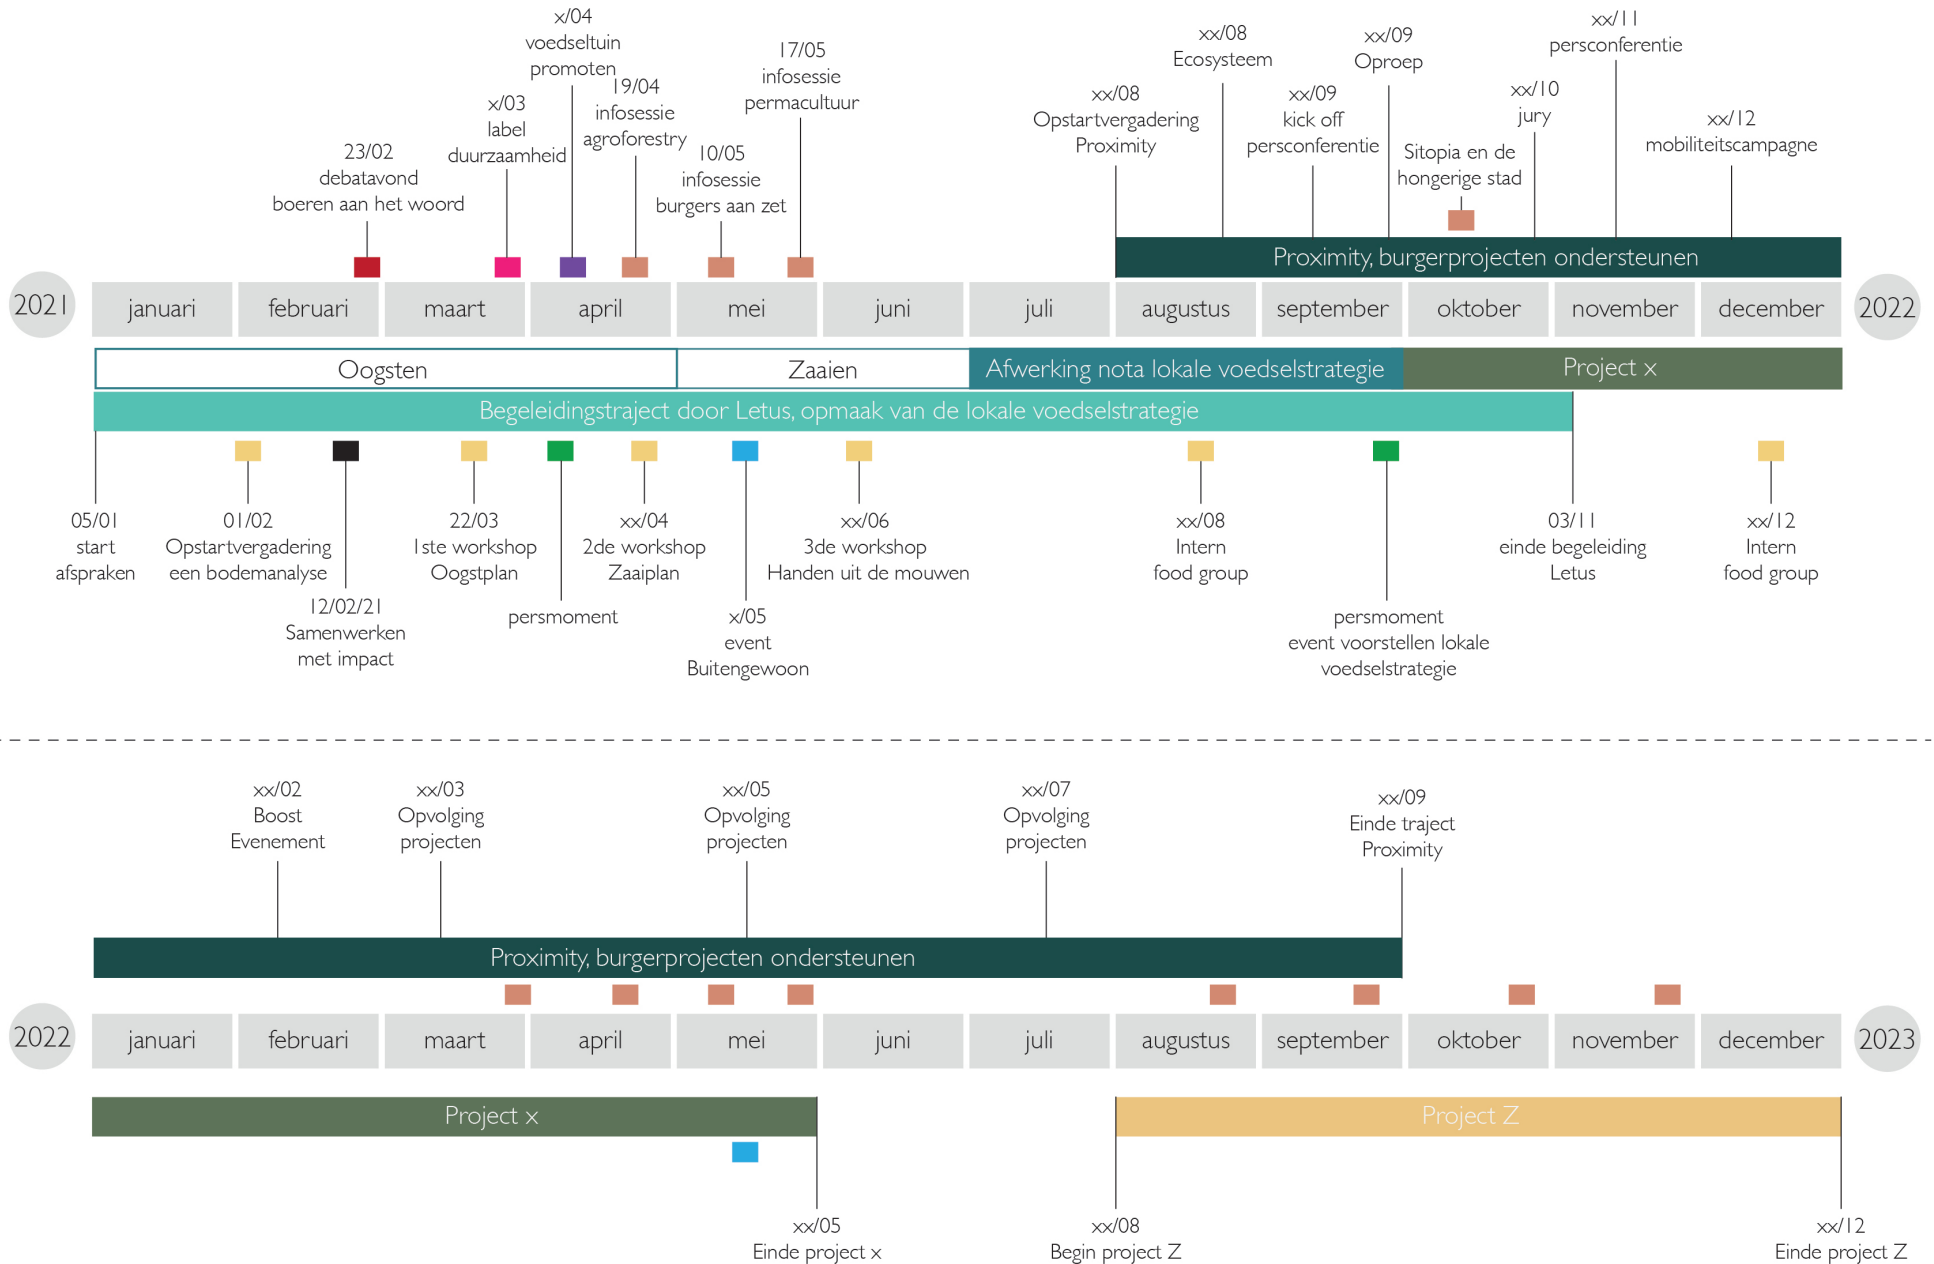 x/04
voedseltuin
promoten
xx/11
persconferentie
xx/08
Ecosysteem
xx/09
Oproep
17/05
infosessie
permacultuur
x/03
label
duurzaamheid
19/04
infosessie
agroforestry
xx/08
Opstartvergadering
Proximity
xx/09
kick off
persconferentie
xx/10
jury
xx/12
mobiliteitscampagne
23/02
debatavond
boeren aan het woord
10/05
infosessie
burgers aan zet
Sitopia en de
hongerige stad
Proximity, burgerprojecten ondersteunen
2021
januari
februari
maart
april
mei
juni
juli
augustus
september
oktober
november
december
2022
Oogsten
Zaaien
Afwerking nota lokale voedselstrategie
Project x
Begeleidingstraject door Letus, opmaak van de lokale voedselstrategie
05/01
start
afspraken
01/02
Opstartvergadering
een bodemanalyse
12/02/21
Samenwerken
met impact
22/03
1ste workshop
Oogstplan
persmoment
xx/04
2de workshop
Zaaiplan
x/05
event
Buitengewoon
xx/06
3de workshop
Handen uit de mouwen
xx/08
Intern
food group
persmoment
event voorstellen lokale
voedselstrategie
03/11
einde begeleiding
Letus
xx/12
Intern
food group
xx/02
Boost
Evenement
xx/03
Opvolging
projecten
xx/05
Opvolging
projecten
xx/07
Opvolging
projecten
xx/09
Einde traject
Proximity
Proximity, burgerprojecten ondersteunen
2022
januari
februari
maart
april
mei
juni
juli
augustus
september
oktober
november
december
2023
Project x
Project Z
xx/05
Einde project x
xx/08
Begin project Z
xx/12
Einde project Z